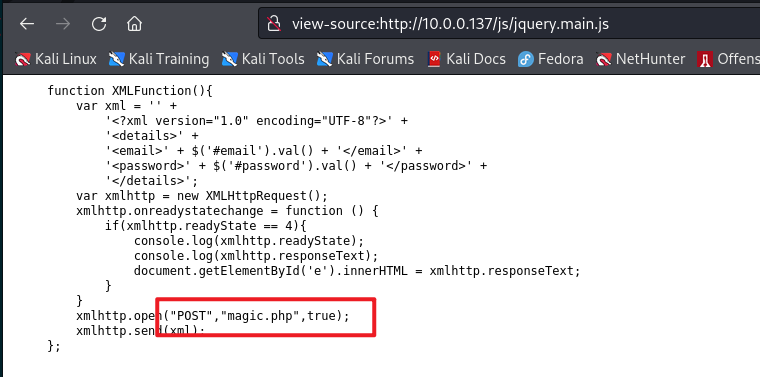 view-source:http://10.0.0.137/js/jquery.main.js
Kali Linux Kali Training Kali Tools Kali Forums Kali Docs Fedora NetHunter Offens
function XMLFunction(){
var xml = '' +
'<?xml version="1.0" encoding="UTF-8"?>' +
'<details>' +
'<email>' + $('#email').val() + '</email>' +
'<password>' + $('#password').val() + '</password>' +
'</details>';
var xmlhttp = new XMLHttpRequest();
xmlhttp.onreadystatechange = function () {
if(xmlhttp.readyState == 4){
console.log(xmlhttp.readyState);
console.log(xmlhttp.responseText);
document.getElementById('e').innerHTML = xmlhttp.responseText;
}
}
xmlhttp.open("POST","magic.php",true);
xmlhttp.send(xml);
};